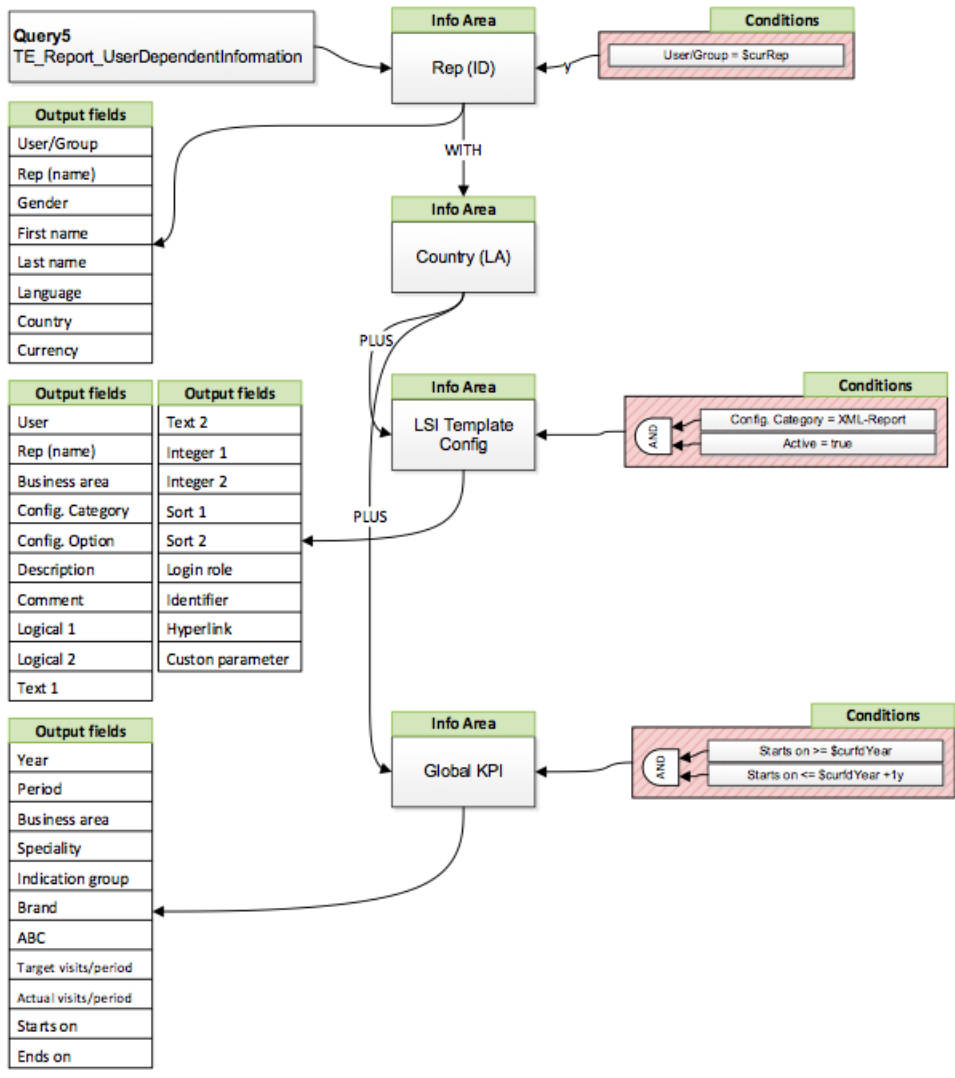 Query5
TE_Report_UserDependentInformation
Info Area
Rep (ID)
Conditions
User/Group = $curRep
y
Output fields
User/Group
Rep (name)
Gender
First name
Last name
Language
Country
Currency
WITH
Info Area
Country (LA)
PLUS
PLUS
Info Area
LSI Template
Config
Conditions
AND
Config. Category = XML-Report
Active = true
Output fields
User
Rep (name)
Business area
Config. Category
Config. Option
Description
Comment
Logical 1
Logical 2
Text 1
Output fields
Text 2
Integer 1
Integer 2
Sort 1
Sort 2
Login role
Identifier
Hyperlink
Custon parameter
Info Area
Global KPI
Conditions
AND
Starts on >= $curfdYear
Starts on <= $curfdYear +1y
Output fields
Year
Period
Business area
Speciality
Indication group
Brand
ABC
Target visits/period
Actual visits/period
Starts on
Ends on